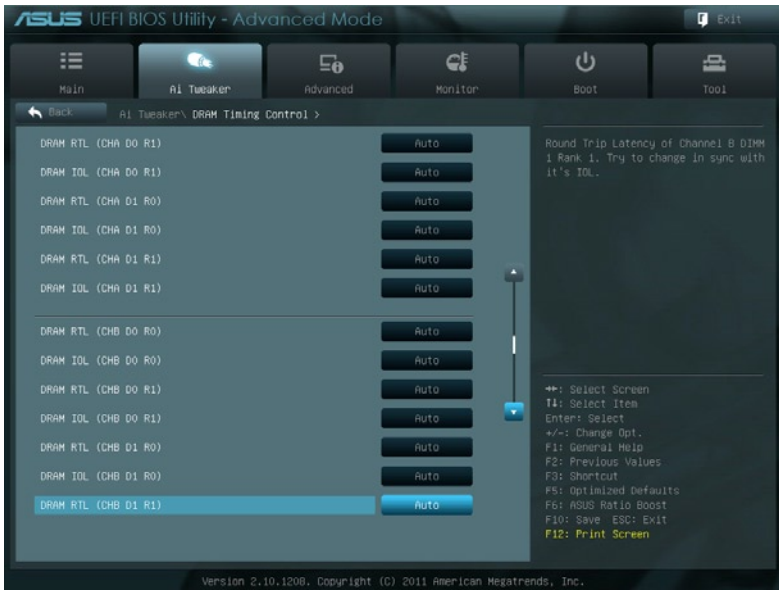 ASUS UEFI BIOS Utility - Advanced Mode
Exit
Main
Ai Tweaker
Advanced
Monitor
Boot
Tool
Back
Ai Tweaker\ DRAM Timing Control >
DRAM RTL (CHA D0 R1) Auto
DRAM IOL (CHA D0 R1) Auto
DRAM RTL (CHA D1 R0) Auto
DRAM IOL (CHA D1 R0) Auto
DRAM RTL (CHA D1 R1) Auto
DRAM IOL (CHA D1 R1) Auto
DRAM RTL (CHB D0 R0) Auto
DRAM IOL (CHB D0 R0) Auto
DRAM RTL (CHB D0 R1) Auto
DRAM IOL (CHB D0 R1) Auto
DRAM RTL (CHB D1 R0) Auto
DRAM IOL (CHB D1 R0) Auto
DRAM RTL (CHB D1 R1) Auto
Round Trip Latency of Channel B DIMM
1 Rank 1. Try to change in sync with
it's IOL.
→←: Select Screen
↑↓: Select Item
Enter: Select
+/-: Change Opt.
F1: General Help
F2: Previous Values
F3: Shortcut
F5: Optimized Defaults
F6: ASUS Ratio Boost
F10: Save ESC: Exit
F12: Print Screen
Version 2.10.1208. Copyright (C) 2011 American Megatrends, Inc.